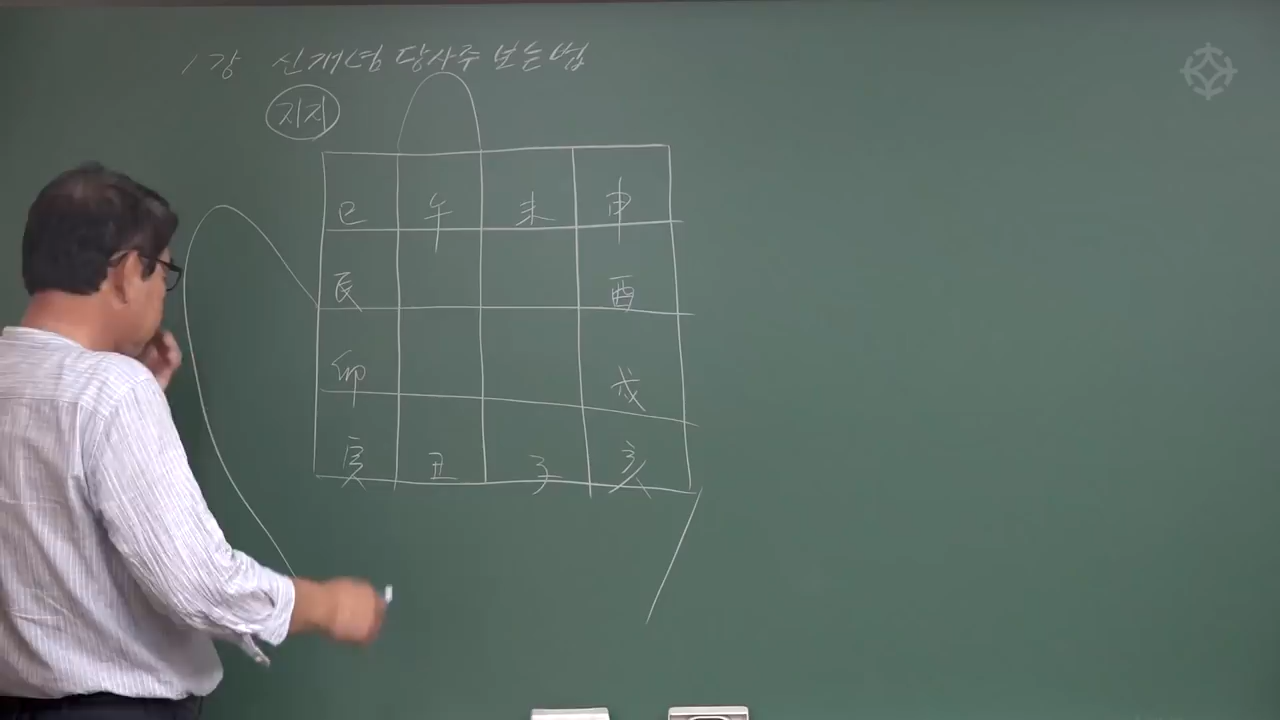 1강 신개념 당사주 보는법
지지
巳 午 未 申
辰 酉
卯 戌
寅 丑 子 亥